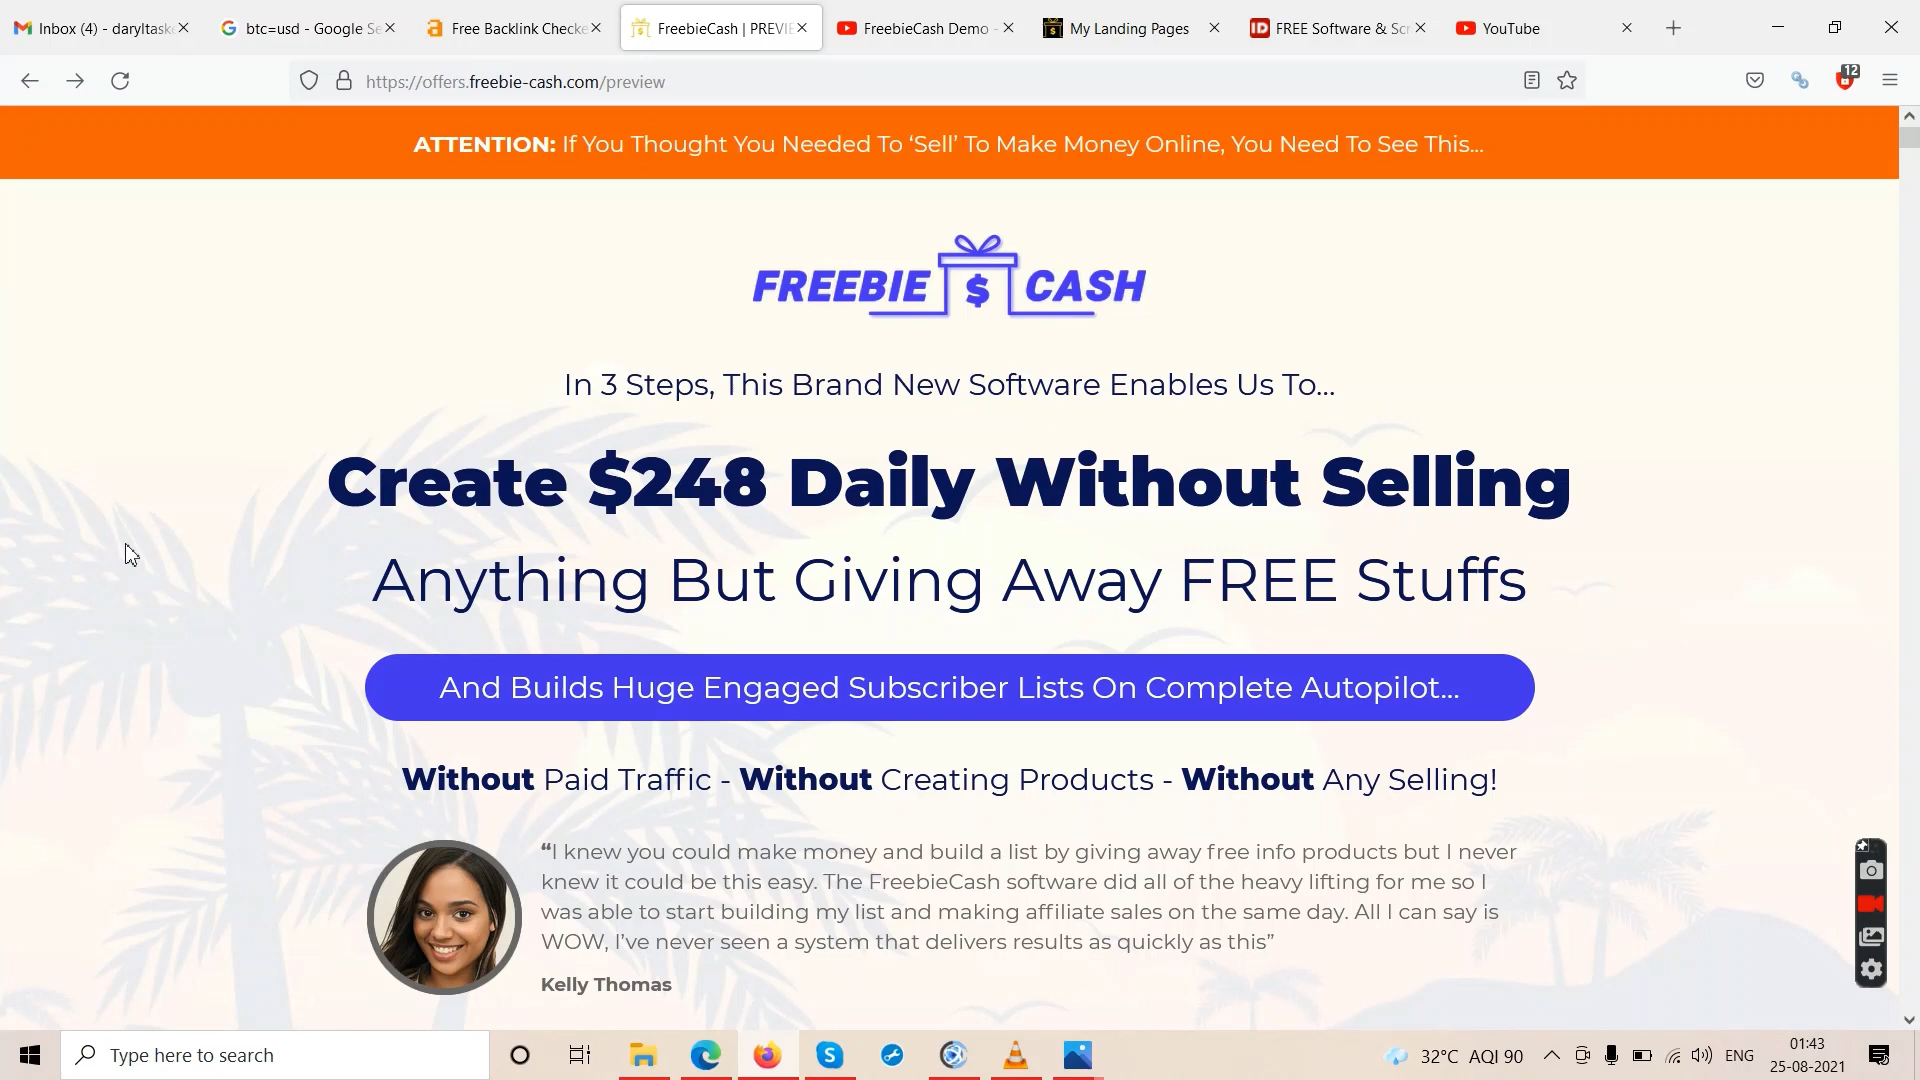 Inbox (4) - daryltask
btc=usd - Google Se
Free Backlink Checke
FreebieCash | PREVIE
FreebieCash Demo -
My Landing Pages
FREE Software & Scr
YouTube
https://offers.freebie-cash.com/preview
12
ATTENTION: If You Thought You Needed To ‘Sell’ To Make Money Online, You Need To See This...
FREEBIE $ CASH
In 3 Steps, This Brand New Software Enables Us To...
Create $248 Daily Without Selling
Anything But Giving Away FREE Stuffs
And Builds Huge Engaged Subscriber Lists On Complete Autopilot...
Without Paid Traffic - Without Creating Products - Without Any Selling!
“I knew you could make money and build a list by giving away free info products but I never
knew it could be this easy. The FreebieCash software did all of the heavy lifting for me so I
was able to start building my list and making affiliate sales on the same day. All I can say is
WOW, I’ve never seen a system that delivers results as quickly as this”
Kelly Thomas
Type here to search
32°C AQI 90
ENG
01:43
25-08-2021